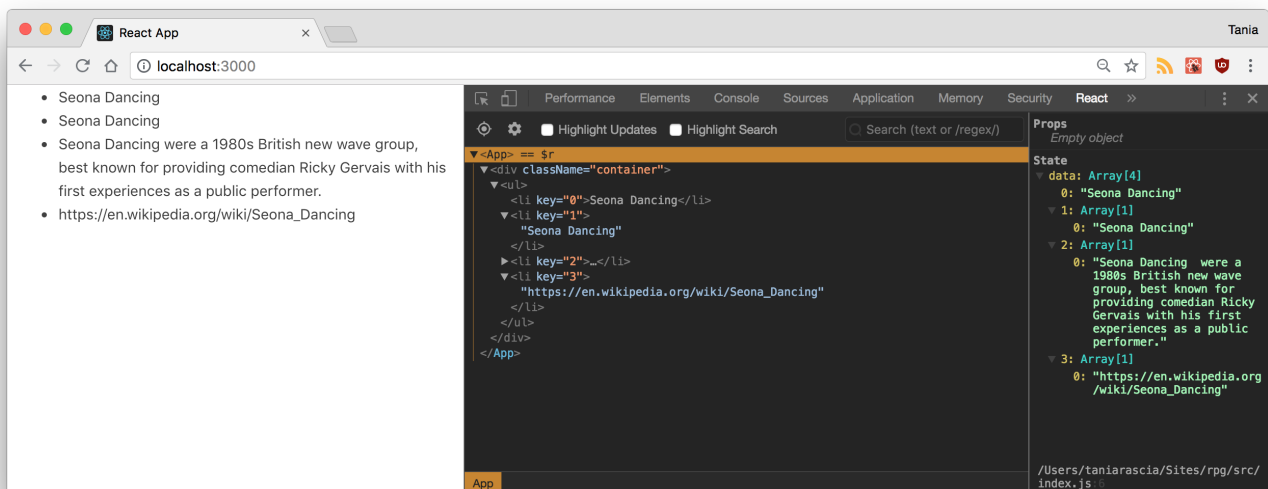 React App
Tania
localhost:3000
Seona Dancing
Seona Dancing
Seona Dancing were a 1980s British new wave group,
best known for providing comedian Ricky Gervais with his
first experiences as a public performer.
https://en.wikipedia.org/wiki/Seona_Dancing
Performance Elements Console Sources Application Memory Security React »
Highlight Updates Highlight Search Search (text or /regex/)
▼<App> == $r
▼<div className="container">
▼<ul>
<li key="0">Seona Dancing</li>
▼<li key="1">
"Seona Dancing"
</li>
▶<li key="2">…</li>
▼<li key="3">
"https://en.wikipedia.org/wiki/Seona_Dancing"
</li>
</ul>
</div>
</App>
App
Props
Empty object
State
▼ data: Array[4]
0: "Seona Dancing"
▼ 1: Array[1]
0: "Seona Dancing"
▼ 2: Array[1]
0: "Seona Dancing  were a
1980s British new wave
group, best known for
providing comedian Ricky
Gervais with his first
experiences as a public
performer."
▼ 3: Array[1]
0: "https://en.wikipedia.org
/wiki/Seona_Dancing"
/Users/taniarascia/Sites/rpg/src/
index.js:6